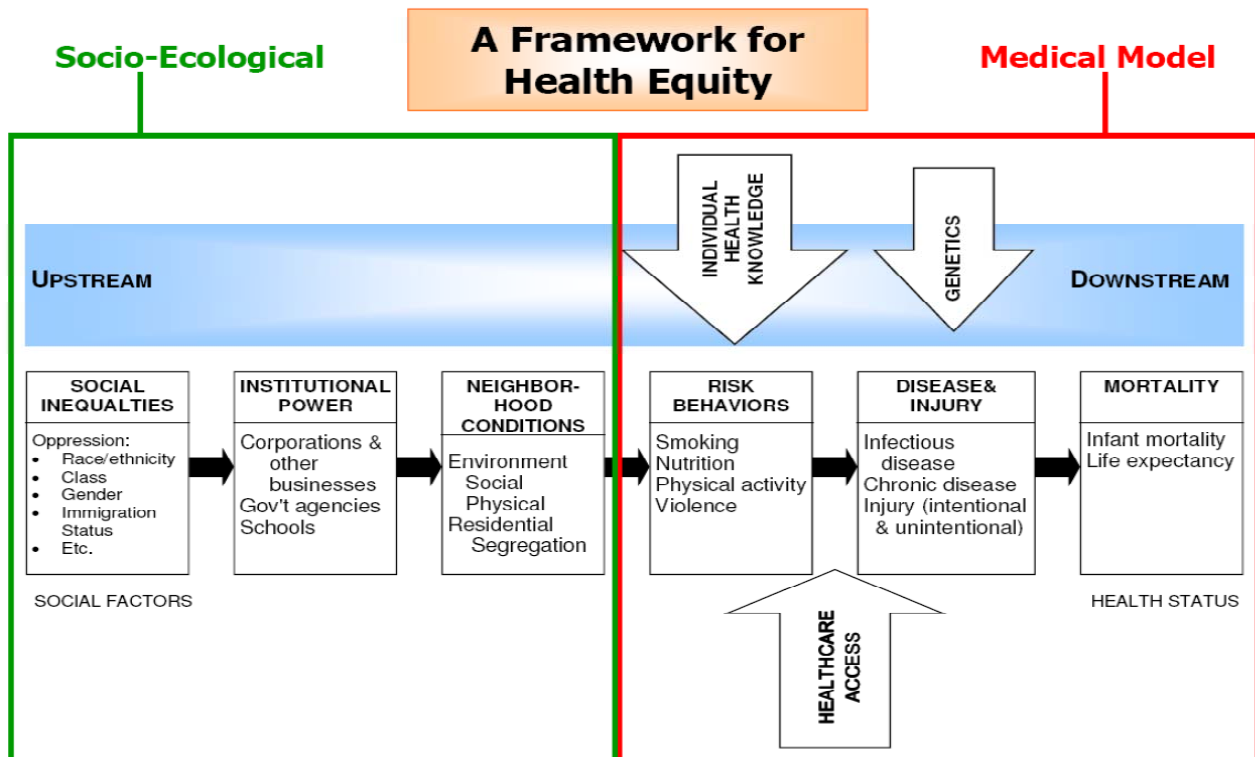 A Framework for
Health Equity
Socio-Ecological
Medical Model
INDIVIDUAL
HEALTH
KNOWLEDGE
GENETICS
UPSTREAM
DOWNSTREAM
SOCIAL
INEQUALTIES
Oppression:
• Race/ethnicity
• Class
• Gender
• Immigration
Status
• Etc.
INSTITUTIONAL
POWER
Corporations &
other
businesses
Gov't agencies
Schools
NEIGHBOR-
HOOD
CONDITIONS
Environment
Social
Physical
Residential
Segregation
RISK
BEHAVIORS
Smoking
Nutrition
Physical activity
Violence
DISEASE&
INJURY
Infectious
disease
Chronic disease
Injury (intentional
& unintentional)
MORTALITY
Infant mortality
Life expectancy
SOCIAL FACTORS
HEALTH STATUS
HEALTHCARE
ACCESS